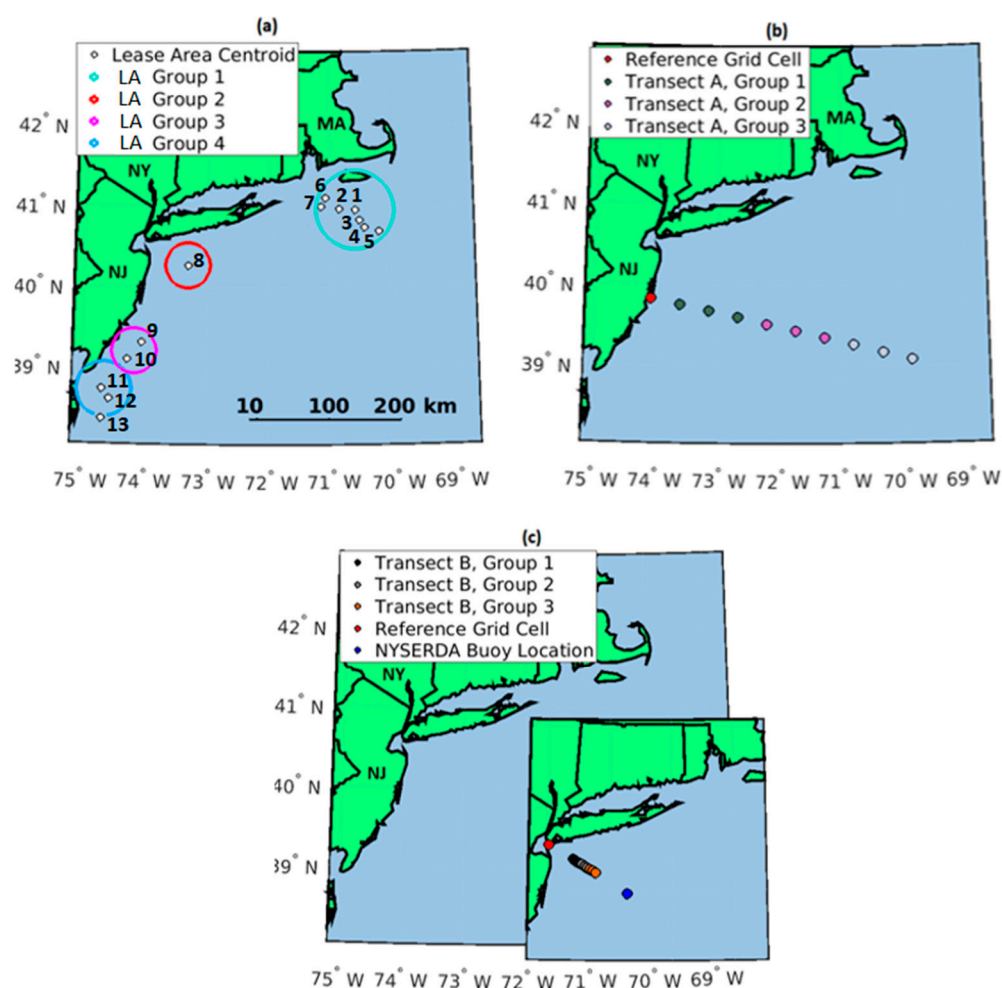 (a)
Lease Area Centroid
LA Group 1
LA Group 2
LA Group 3
LA Group 4
42° N
41° N
40° N
39° N
MA
NY
NJ
6
7
2
1
3
4
5
8
9
10
11
12
13
10 100 200 km
75° W 74° W 73° W 72° W 71° W 70° W 69° W
(b)
Reference Grid Cell
Transect A, Group 1
Transect A, Group 2
Transect A, Group 3
42° N
41° N
40° N
39° N
MA
NY
NJ
75° W 74° W 73° W 72° W 71° W 70° W 69° W
(c)
Transect B, Group 1
Transect B, Group 2
Transect B, Group 3
Reference Grid Cell
NYSERDA Buoy Location
42° N
41° N
40° N
39° N
NY
NJ
75° W 74° W 73° W 72° W 71° W 70° W 69° W